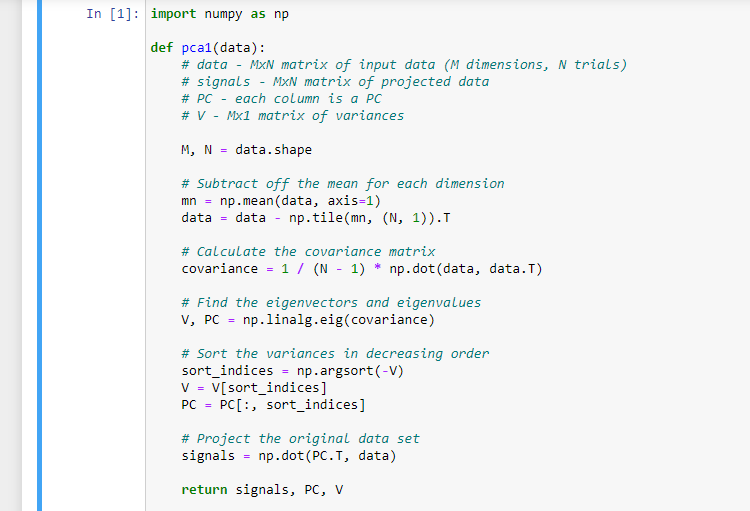 In [1]: import numpy as np
def pca1(data):
# data - MxN matrix of input data (M dimensions, N trials)
# signals - MxN matrix of projected data
# PC - each column is a PC
# V - Mx1 matrix of variances
M, N = data.shape
# Subtract off the mean for each dimension
mn = np.mean(data, axis=1)
data = data - np.tile(mn, (N, 1)).T
# Calculate the covariance matrix
covariance = 1 / (N - 1) * np.dot(data, data.T)
# Find the eigenvectors and eigenvalues
V, PC = np.linalg.eig(covariance)
# Sort the variances in decreasing order
sort_indices = np.argsort(-V)
V = V[sort_indices]
PC = PC[:, sort_indices]
# Project the original data set
signals = np.dot(PC.T, data)
return signals, PC, V